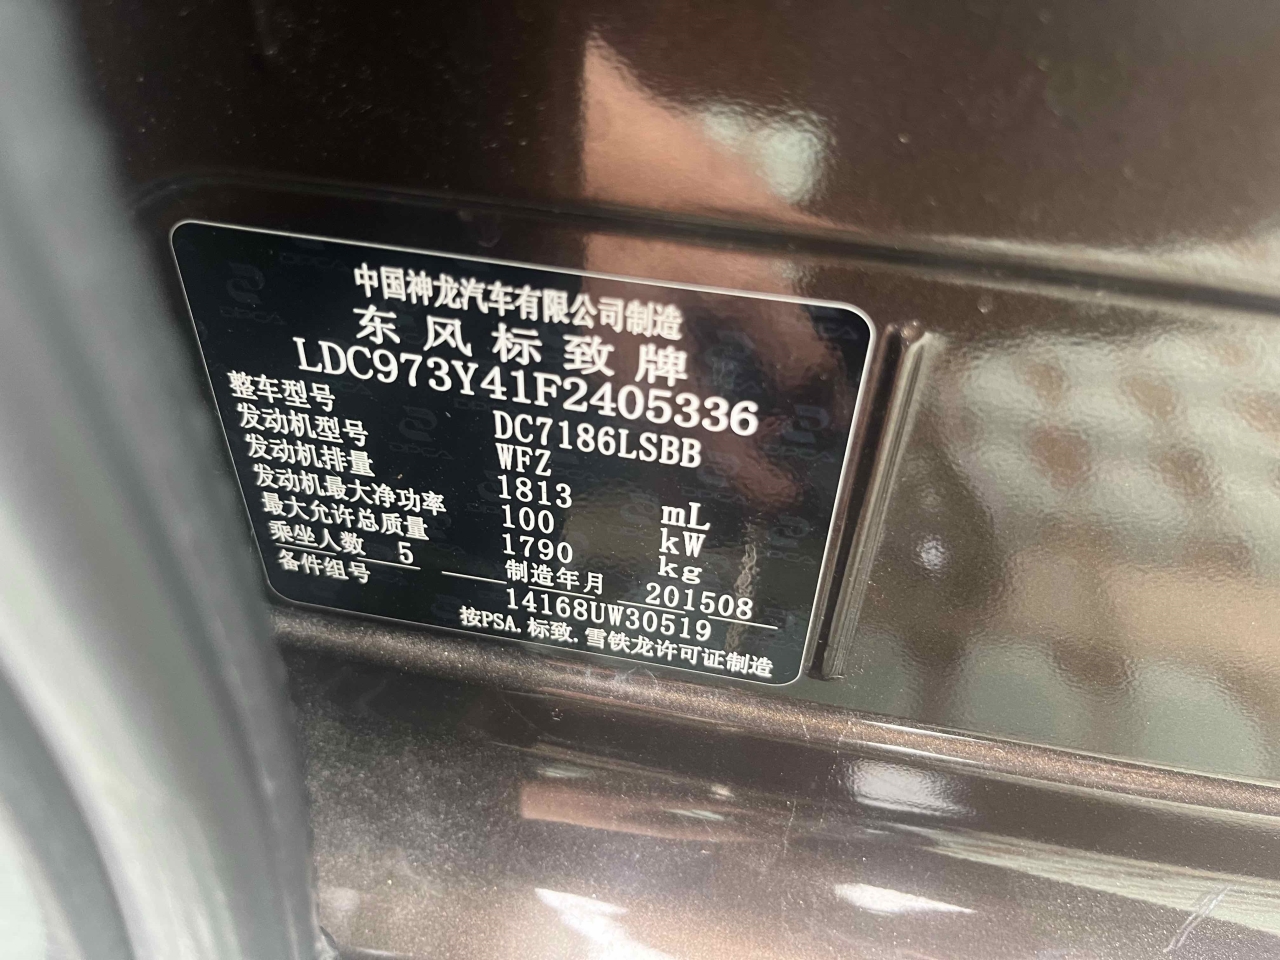 中国神龙汽车有限公司制造
东风标致牌
LDC973Y41F2405336
整车型号 DC7186LSBB
发动机型号 WFZ
发动机排量 1813 mL
发动机最大净功率 100 kW
最大允许总质量 1790 kg
乘坐人数 5 制造年月 201508
备件组号 14168UW30519
按PSA.标致.雪铁龙许可证制造